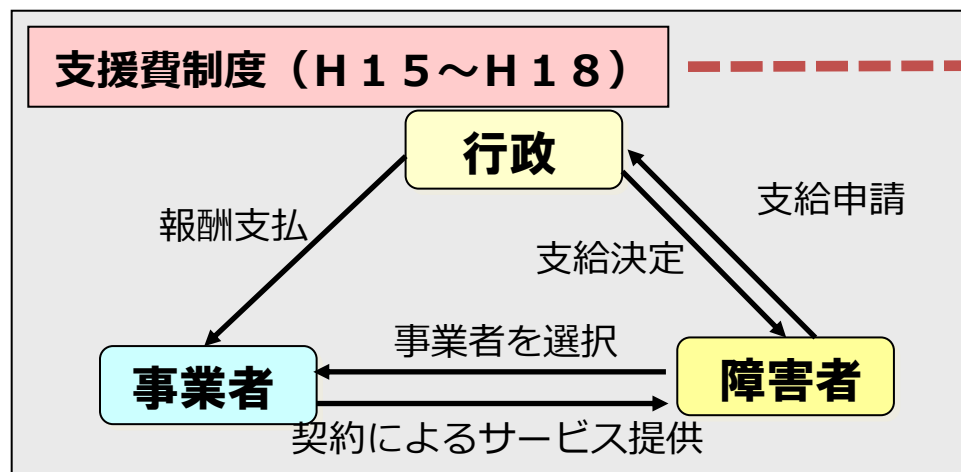 支援費制度（Ｈ１５～Ｈ１８）
行政
支給申請
報酬支払
支給決定
事業者を選択
事業者
障害者
契約によるサービス提供